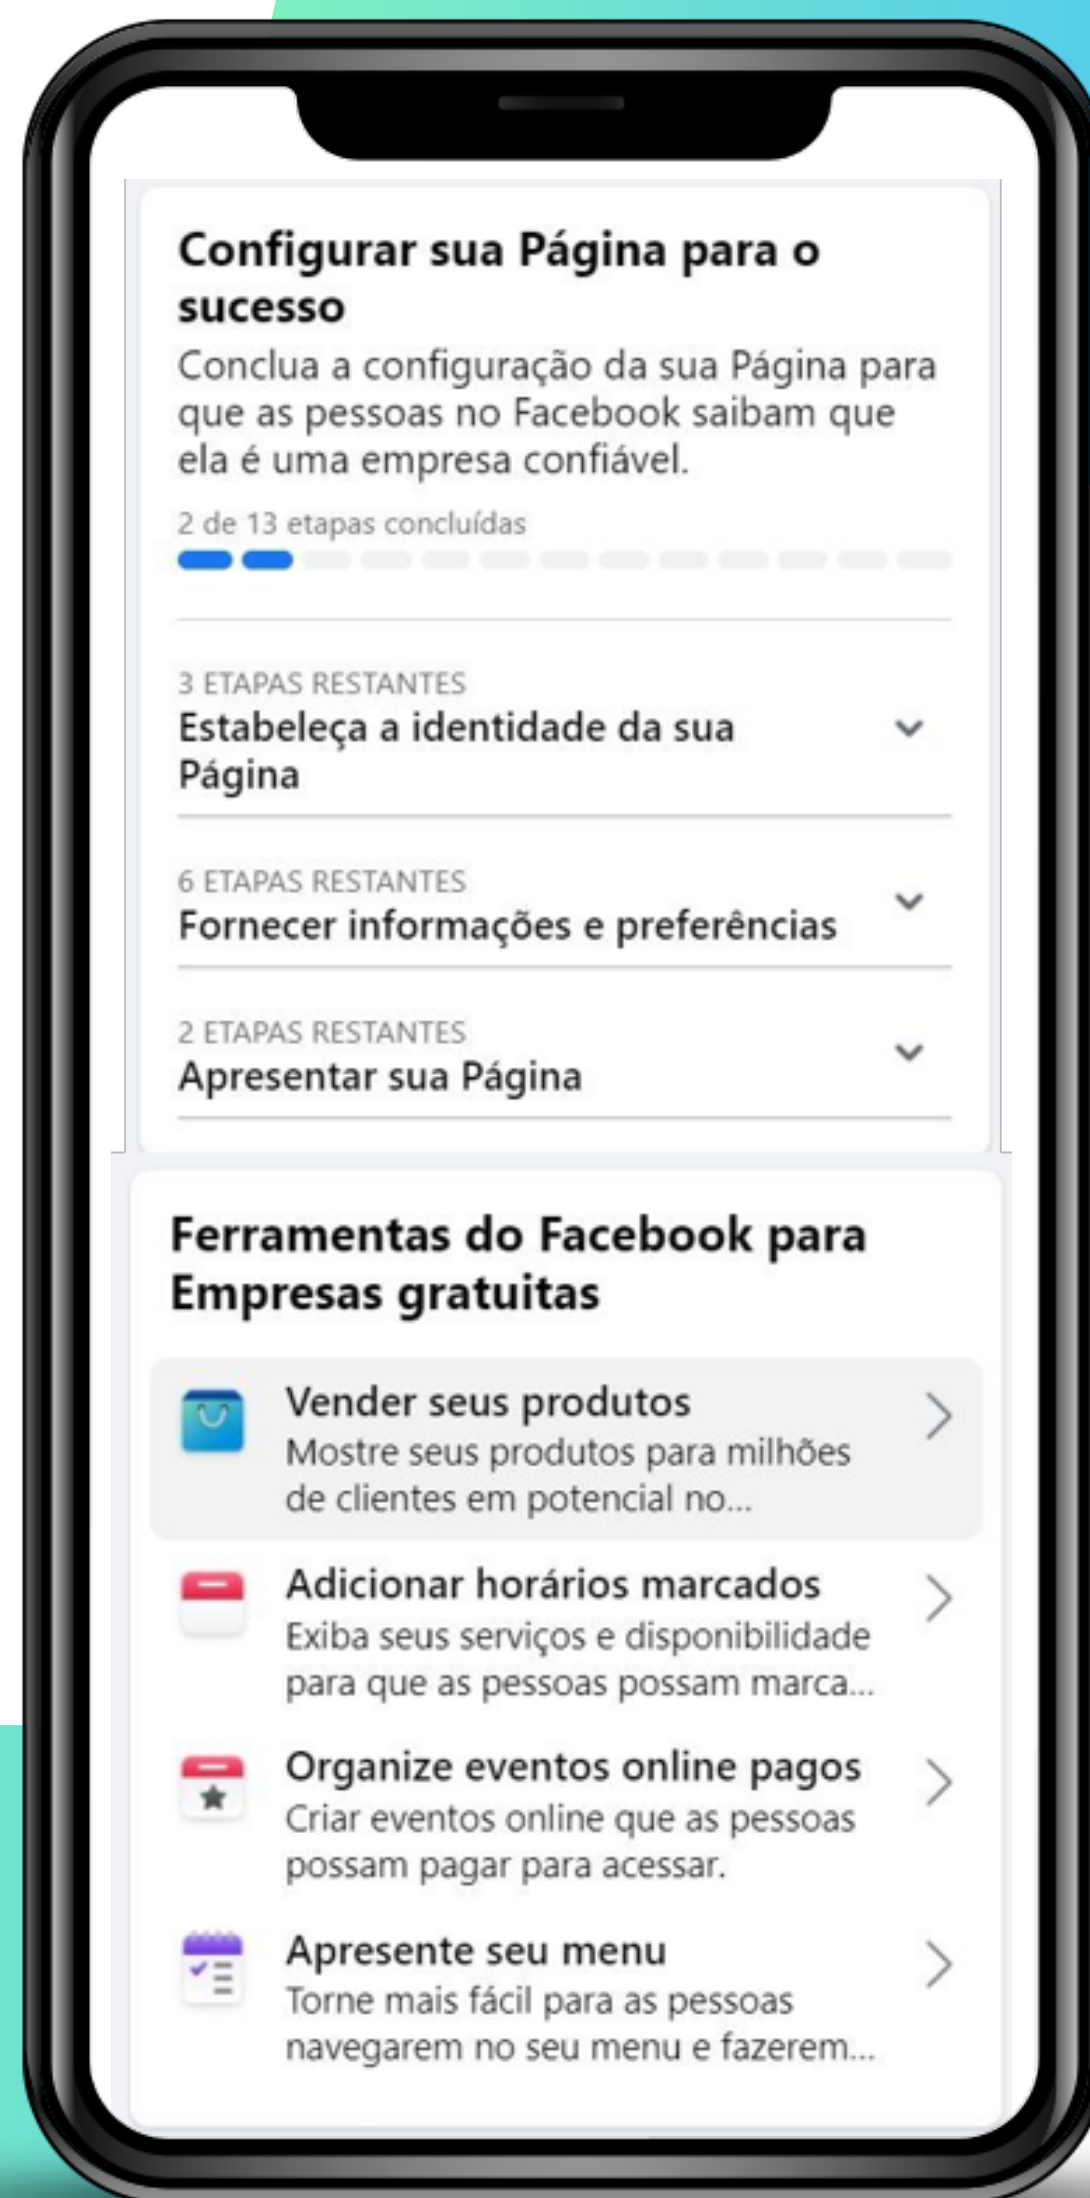 Configurar sua Página para o
sucesso
Conclua a configuração da sua Página para
que as pessoas no Facebook saibam que
ela é uma empresa confiável.
2 de 13 etapas concluídas
3 ETAPAS RESTANTES
Estabeleça a identidade da sua
Página
6 ETAPAS RESTANTES
Fornecer informações e preferências
2 ETAPAS RESTANTES
Apresentar sua Página
Ferramentas do Facebook para
Empresas gratuitas
Vender seus produtos
Mostre seus produtos para milhões
de clientes em potencial no...
Adicionar horários marcados
Exiba seus serviços e disponibilidade
para que as pessoas possam marca...
Organize eventos online pagos
Criar eventos online que as pessoas
possam pagar para acessar.
Apresente seu menu
Torne mais fácil para as pessoas
navegarem no seu menu e fazerem...